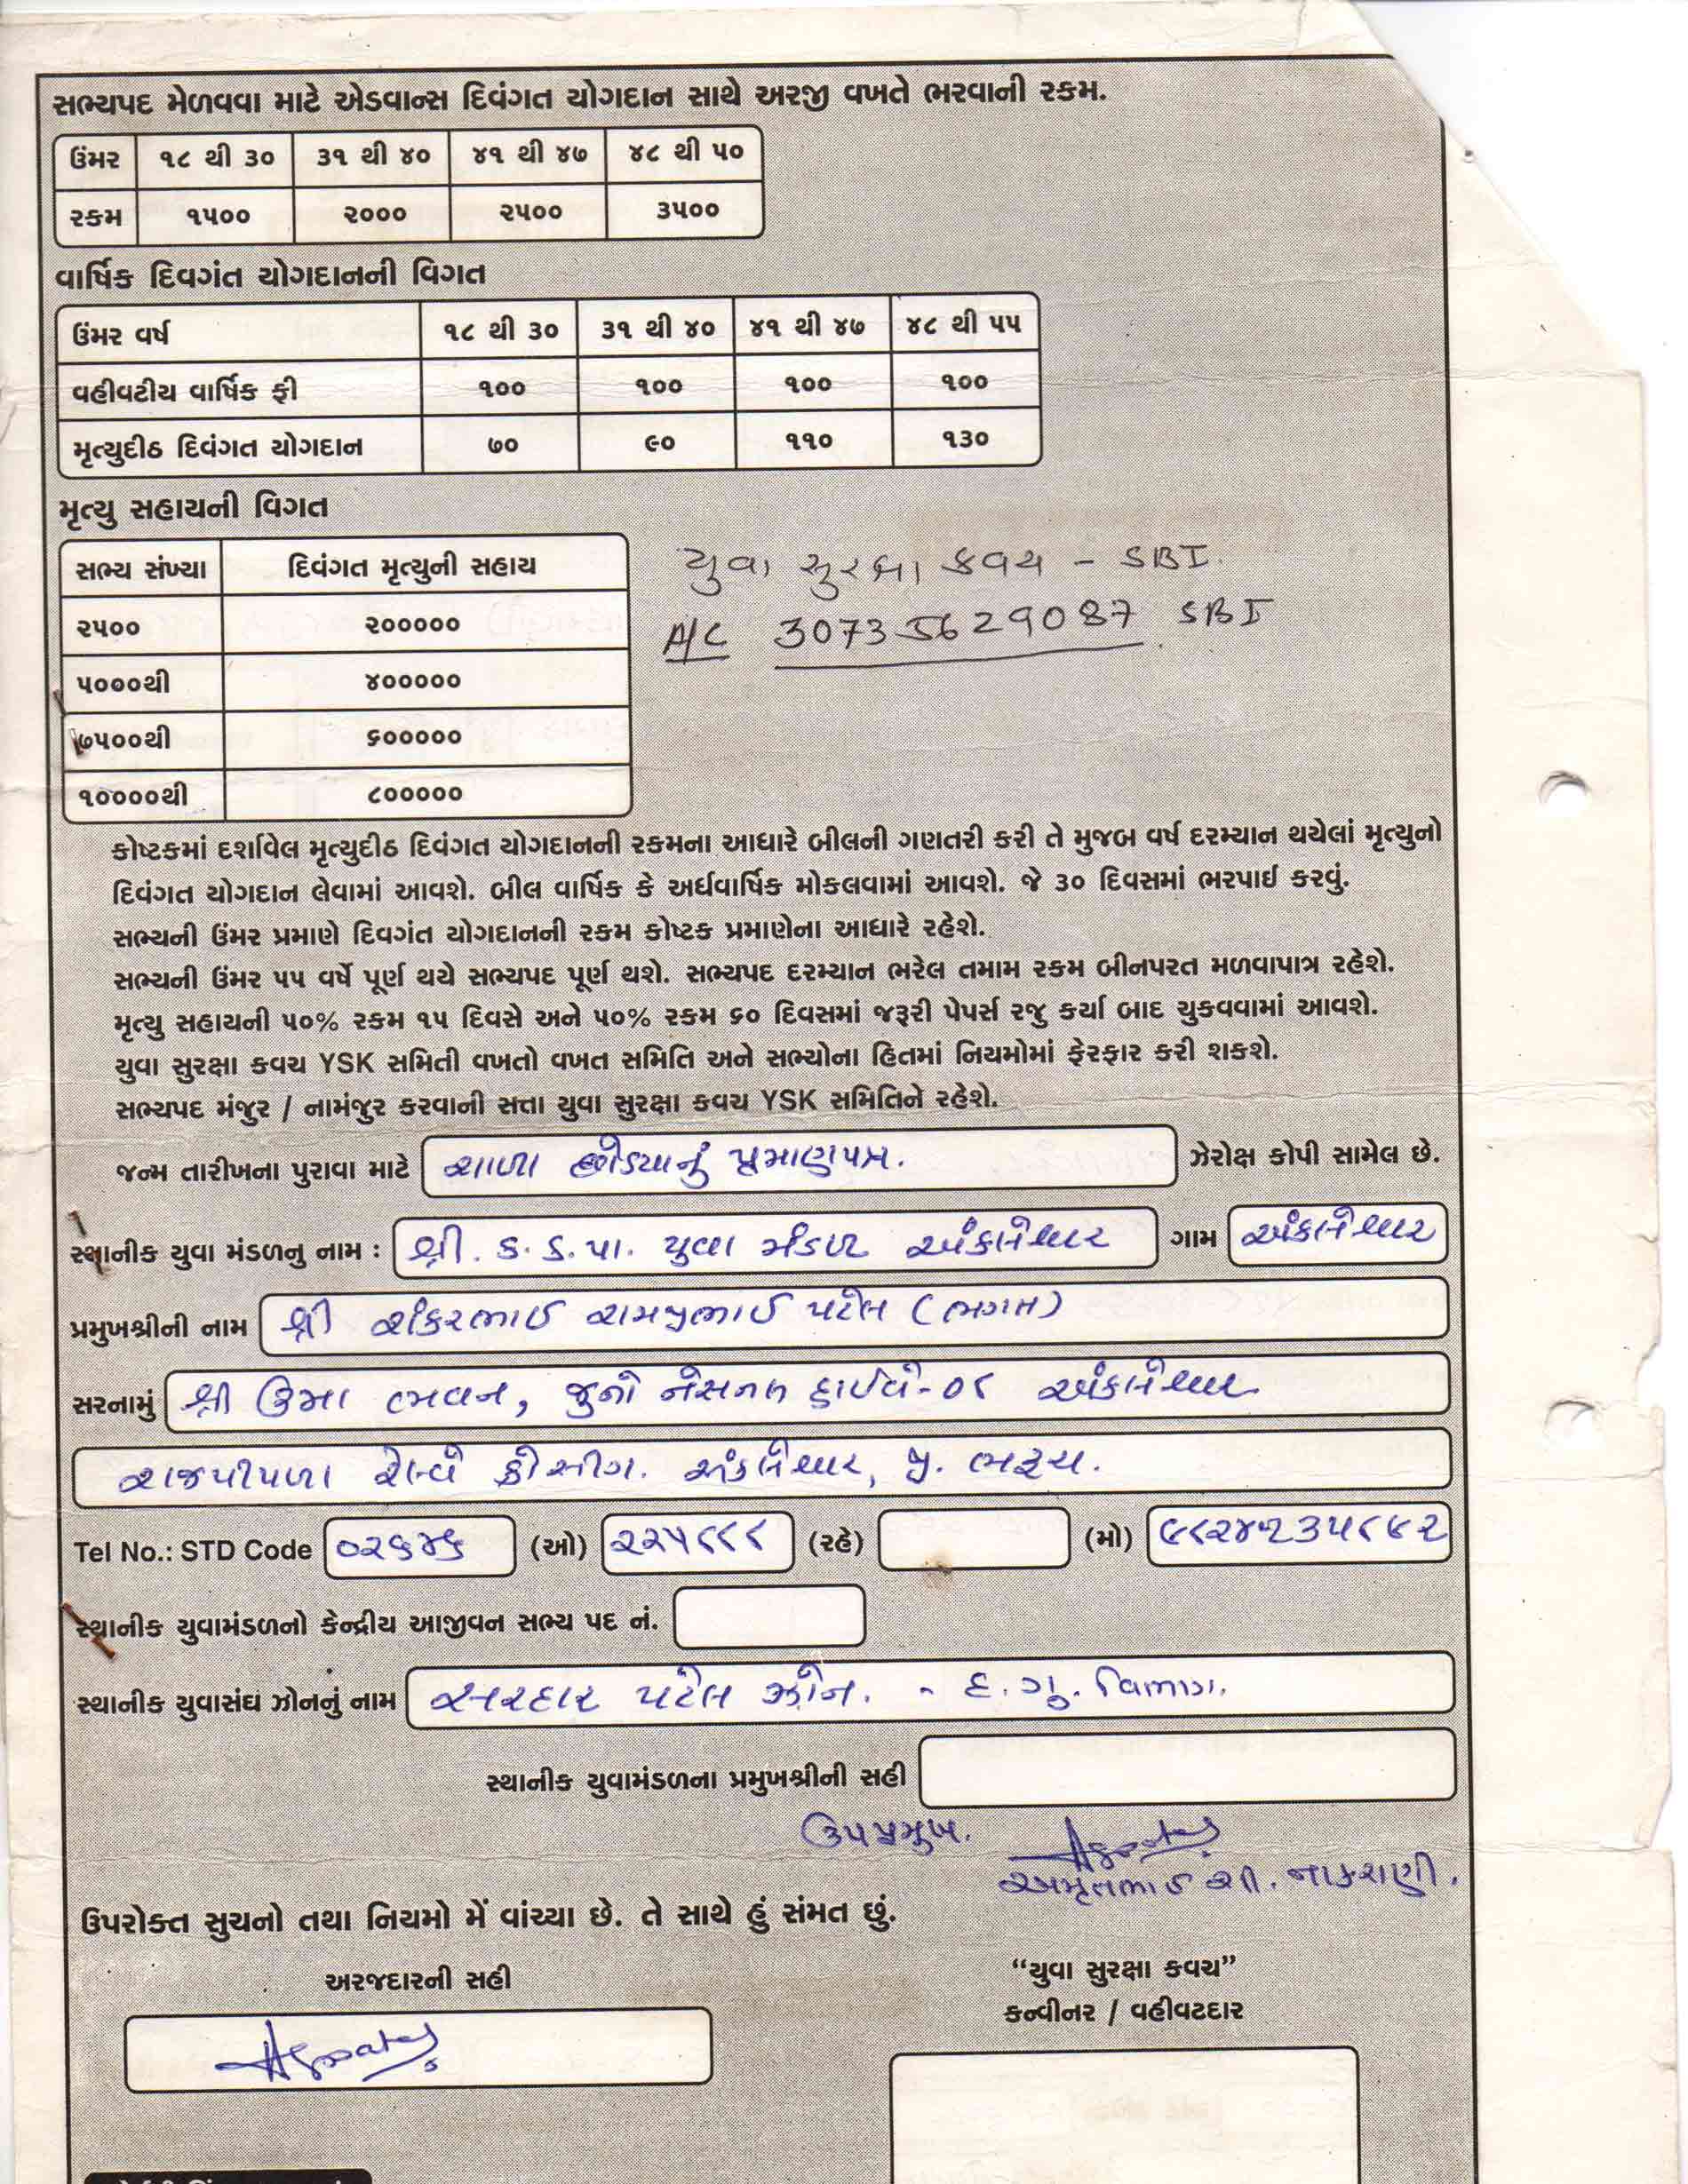 સભ્યપદ મેળવવા માટે એડવાન્સ દિવંગત યોગદાન સાથે અરજી વખતે ભરવાની રકમ.
ઉંમર ૧૮ થી ૩૦ ૩૧ થી ૪૦ ૪૧ થી ૪૭ ૪૮ થી ૫૦
રકમ ૧૫૦૦ ૨૦૦૦ ૨૫૦૦ ૩૫૦૦
વાર્ષિક દિવગંત યોગદાનની વિગત
ઉંમર વર્ષ ૧૮ થી ૩૦ ૩૧ થી ૪૦ ૪૧ થી ૪૭ ૪૮ થી ૫૫
વહીવટીય વાર્ષિક ફી ૧૦૦ ૧૦૦ ૧૦૦ ૧૦૦
મૃત્યુદીઠ દિવંગત યોગદાન ૭૦ ૯૦ ૧૧૦ ૧૩૦
મૃત્યુ સહાયની વિગત
સભ્ય સંખ્યા દિવંગત મૃત્યુની સહાય
૨૫૦૦ ૨૦૦૦૦૦
૫૦૦૦થી ૪૦૦૦૦૦
૭૫૦૦થી ૬૦૦૦૦૦
૧૦૦૦૦થી ૮૦૦૦૦૦
યુવા સુરક્ષા કવચ - SBI.
A/C 30735629087 SBI
કોષ્ટકમાં દર્શાવેલ મૃત્યુદીઠ દિવંગત યોગદાનની રકમના આધારે બીલની ગણતરી કરી તે મુજબ વર્ષ દરમ્યાન થયેલાં મૃત્યુનો
દિવંગત યોગદાન લેવામાં આવશે. બીલ વાર્ષિક કે અર્ધવાર્ષિક મોકલવામાં આવશે. જે ૩૦ દિવસમાં ભરપાઈ કરવું.
સભ્યની ઉંમર પ્રમાણે દિવગંત યોગદાનની રકમ કોષ્ટક પ્રમાણેના આધારે રહેશે.
સભ્યની ઉંમર ૫૫ વર્ષે પૂર્ણ થયે સભ્યપદ પૂર્ણ થશે. સભ્યપદ દરમ્યાન ભરેલ તમામ રકમ બીનપરત મળવાપાત્ર રહેશે.
મૃત્યુ સહાયની ૫૦% રકમ ૧૫ દિવસે અને ૫૦% રકમ ૬૦ દિવસમાં જરૂરી પેપર્સ રજુ કર્યા બાદ ચુકવવામાં આવશે.
યુવા સુરક્ષા કવચ YSK સમિતી વખતો વખત સમિતિ અને સભ્યોના હિતમાં નિયમોમાં ફેરફાર કરી શકશે.
સભ્યપદ મંજુર / નામંજુર કરવાની સત્તા યુવા સુરક્ષા કવચ YSK સમિતિને રહેશે.
જન્મ તારીખના પુરાવા માટે શાળા છોડયાનું પ્રમાણપત્ર. ઝેરોક્ષ કોપી સામેલ છે.
સ્થાનીક યુવા મંડળનુ નામ : શ્રી. ક. ક. પા. યુવા મંડળ અંકલેશ્વર ગામ અંકલેશ્વર
પ્રમુખશ્રીની નામ શ્રી શંકરભાઈ રામજીભાઈ પટેલ (ભગત)
સરનામું શ્રી ઉમા ભવન, જુનો નેસનલ હાઈવે-૦૮ અંકલેશ્વર
રાજપીપળા રેલ્વે ક્રોસીગ. અંકલેશ્વર, જી. ભરૂચ.
Tel No.: STD Code ૦૨૬૪૬ (ઓ) ૨૨૫૮૮૮ (રહે) (મો)
સ્થાનીક યુવામંડળનો કેન્દ્રીય આજીવન સભ્ય પદ નં.
સ્થાનીક યુવાસંઘ ઝોનનું નામ સરદાર પટેલ ઝોન. - દ. ગુ. વિભાગ.
સ્થાનીક યુવામંડળના પ્રમુખશ્રીની સહી
ઉપપ્રમુખ.
અમૃતભાઈ શી. નાકરાણી.
ઉપરોક્ત સુચનો તથા નિયમો મેં વાંચ્યા છે. તે સાથે હું સંમત છું.
અરજદારની સહી
“યુવા સુરક્ષા કવચ”
કન્વીનર / વહીવટદાર